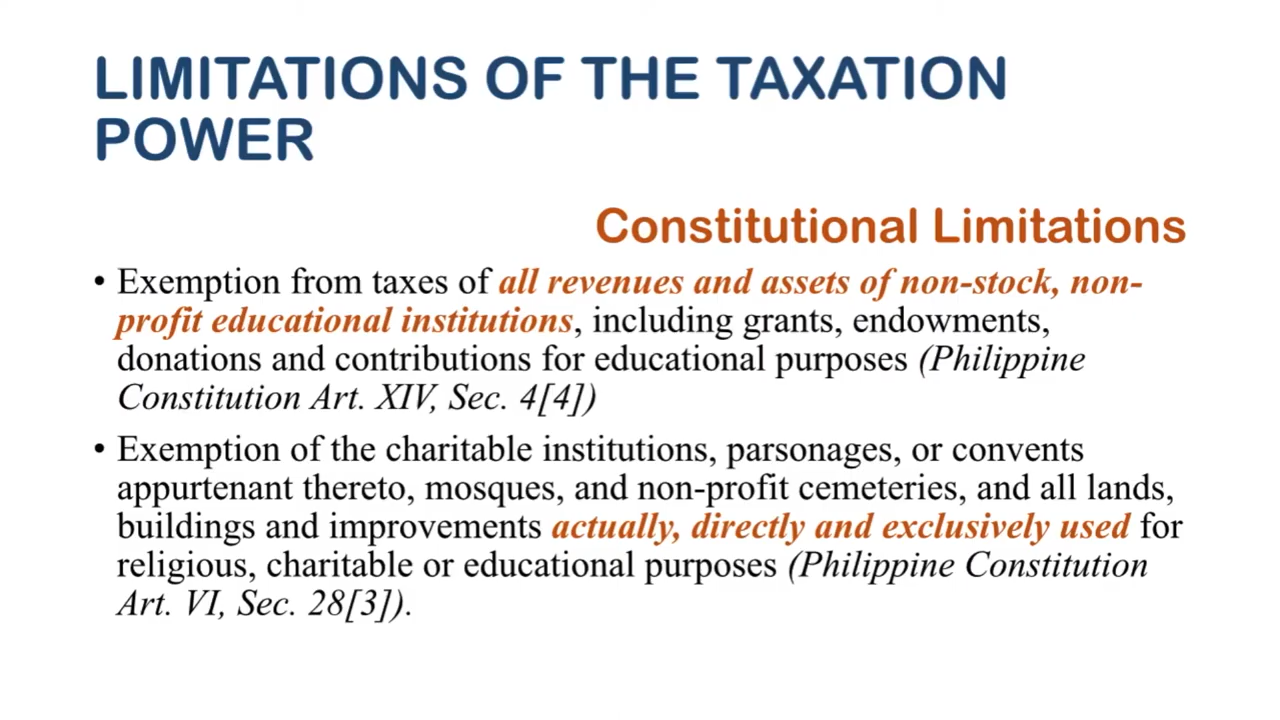 LIMITATIONS OF THE TAXATION
POWER
Constitutional Limitations
• Exemption from taxes of all revenues and assets of non-stock, non-
profit educational institutions, including grants, endowments,
donations and contributions for educational purposes (Philippine
Constitution Art. XIV, Sec. 4[4])
• Exemption of the charitable institutions, parsonages, or convents
appurtenant thereto, mosques, and non-profit cemeteries, and all lands,
buildings and improvements actually, directly and exclusively used for
religious, charitable or educational purposes (Philippine Constitution
Art. VI, Sec. 28[3]).